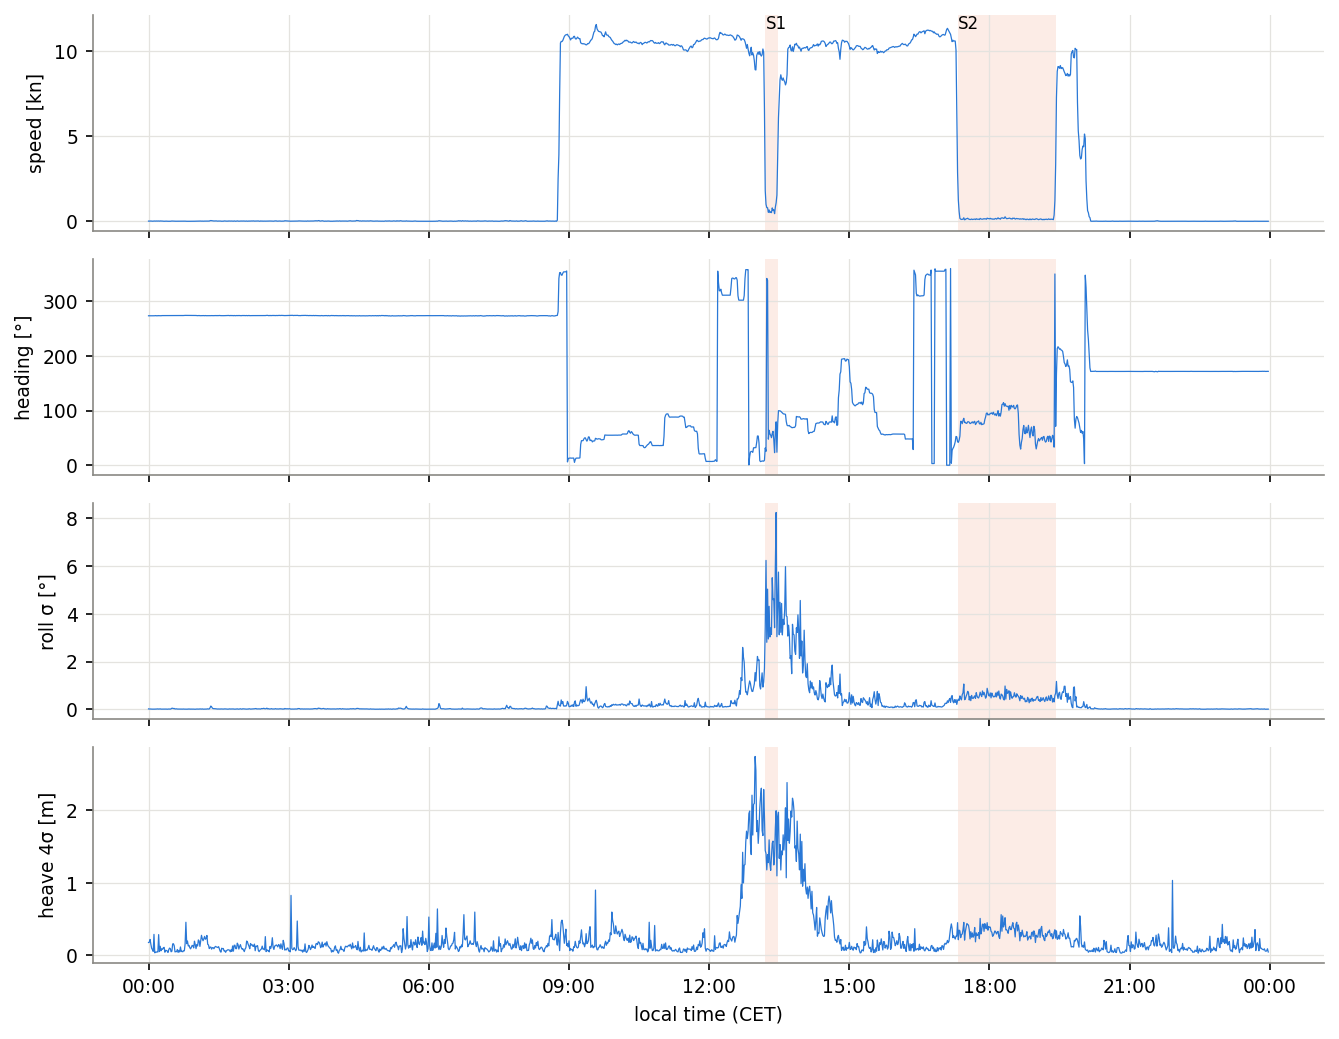 S1 S2
10
5
0
speed [kn]
300
200
100
0
heading [°]
8
6
4
2
0
roll σ [°]
2
1
0
heave 4σ [m]
00:00 03:00 06:00 09:00 12:00 15:00 18:00 21:00 00:00
local time (CET)